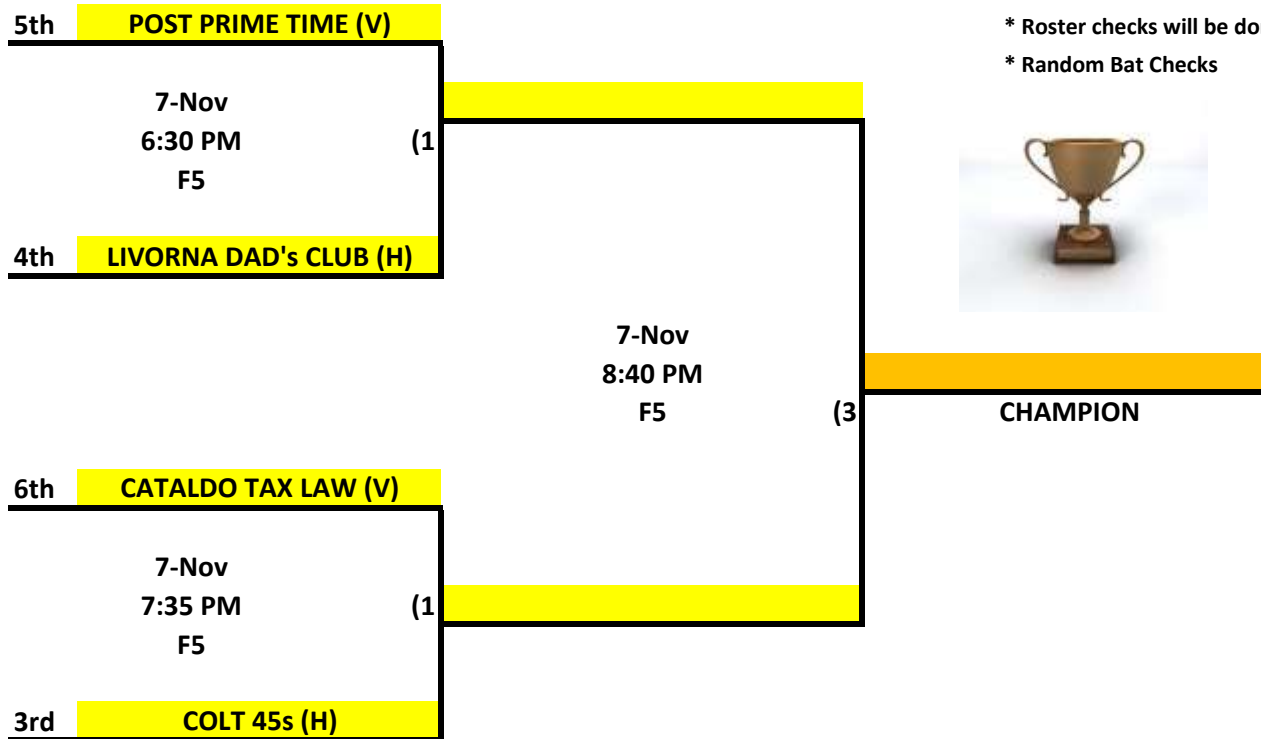 5th POST PRIME TIME (V)
* Roster checks will be
* Random Bat Checks
7-Nov
6:30 PM (1
F5
4th LIVORNA DAD's CLUB (H)
7-Nov
8:40 PM
F5 (3
CHAMPION
6th CATALDO TAX LAW (V)
7-Nov
7:35 PM (1
F5
3rd COLT 45s (H)